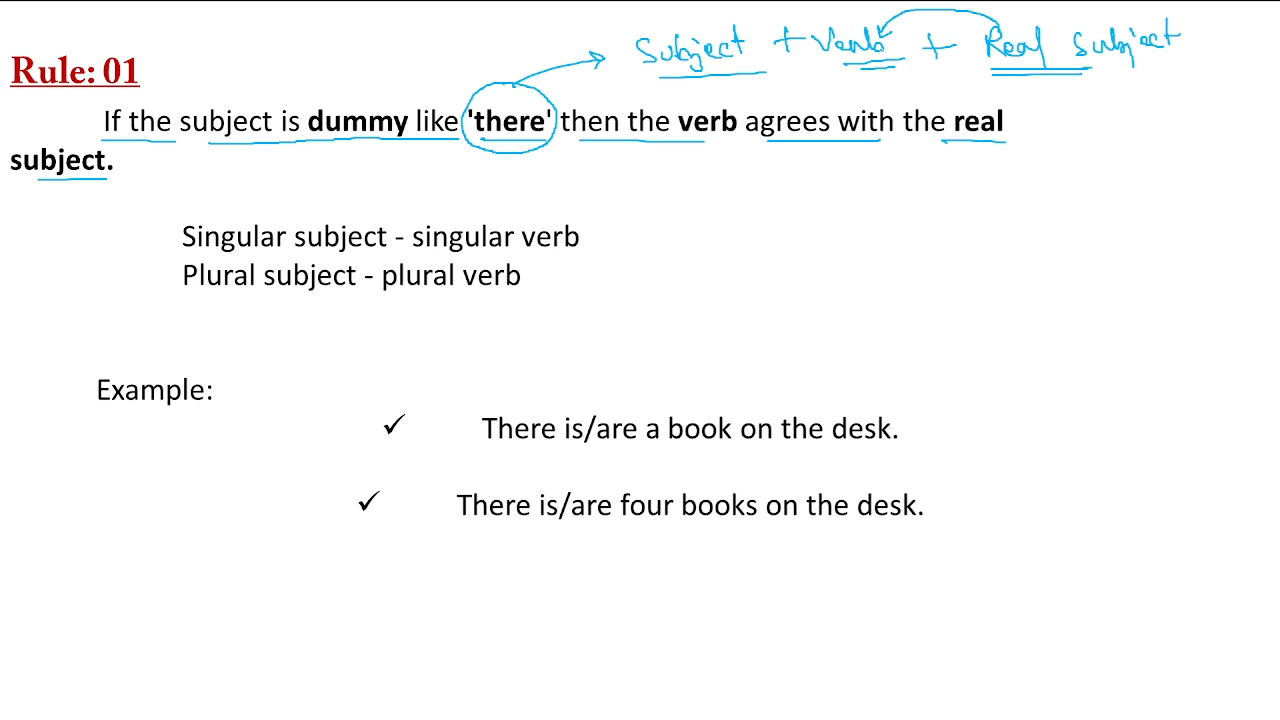 Subject + Verb + Real Subject
Rule: 01
If the subject is dummy like 'there' then the verb agrees with the real
subject.
Singular subject - singular verb
Plural subject - plural verb
Example:
✓ There is/are a book on the desk.
✓ There is/are four books on the desk.